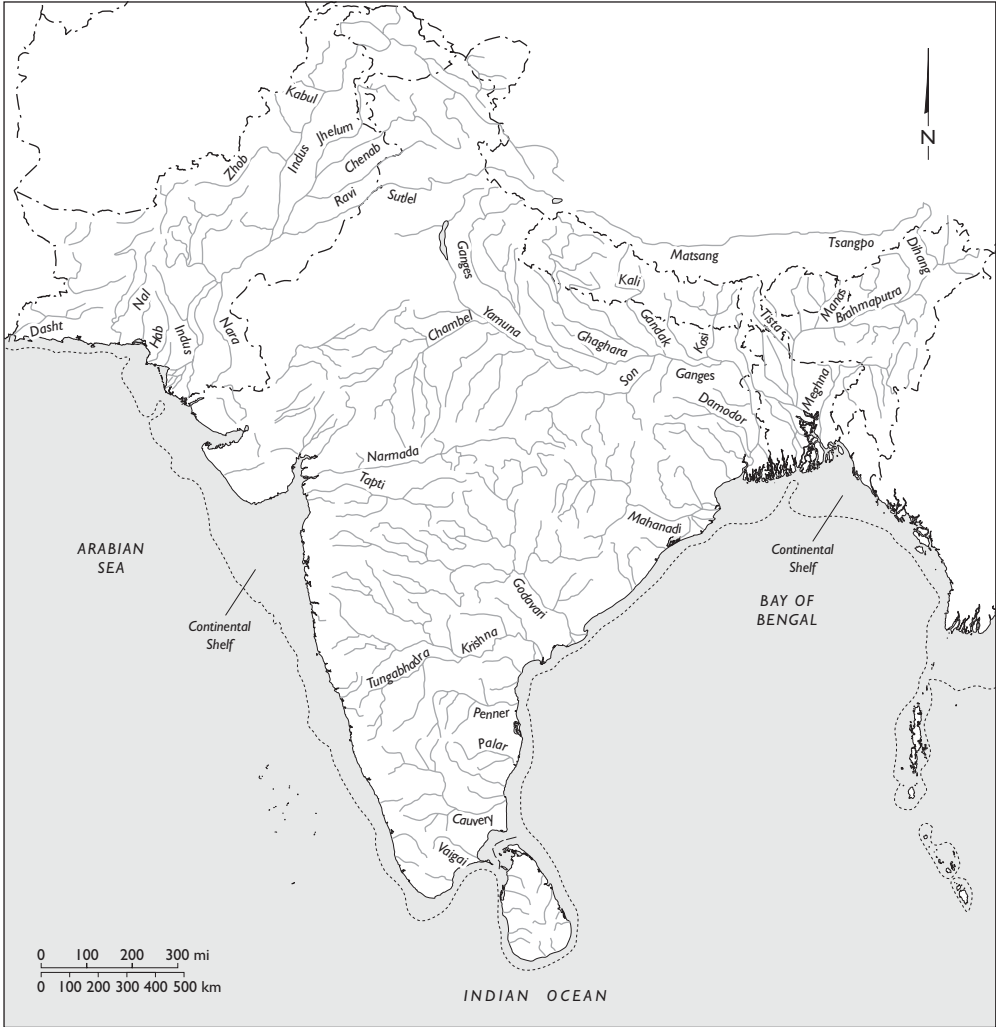 Kabul
Jhelum
N
Zhob
Indus
Chenab
Ravi
Sutlel
Ganges
Matsang
Tsangpo
Dihang
Kali
Nal
Manas
Brahmaputra
Dasht
Hab
Indus
Nara
Chambel
Yamuna
Gandak
Kosi
Tista
Ghaghara
Son
Ganges
Meghna
Damodor
Narmada
Tapti
Mahanadi
ARABIAN
SEA
Continental
Shelf
BAY OF
BENGAL
Godavari
Continental
Shelf
Krishna
Tungabhadra
Penner
Palar
Cauvery
Vaigai
0 100 200 300 mi
0 100 200 300 400 500 km
INDIAN OCEAN